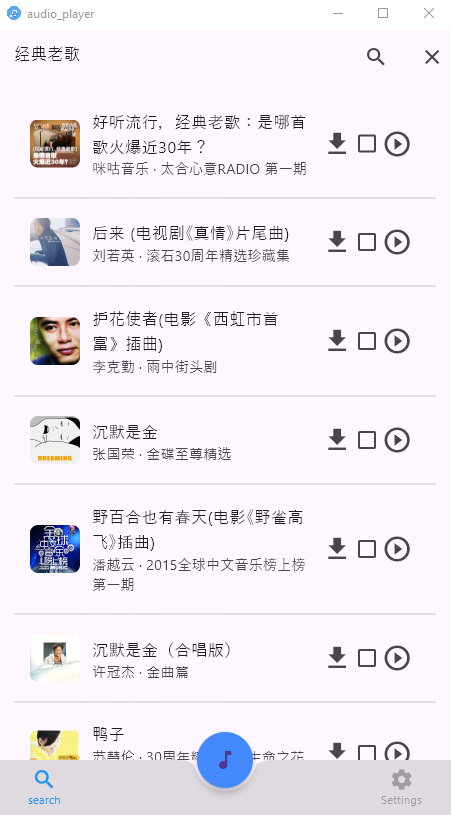 audio_player
经典老歌
好听流行，经典老歌：是哪首
歌火爆近30年？
咪咕音乐 · 太合心意RADIO 第一期
后来 (电视剧《真情》片尾曲)
刘若英 · 滚石30周年精选珍藏集
护花使者(电影《西虹市首
富》插曲)
李克勤 · 雨中街头剧
沉默是金
张国荣 · 金碟至尊精选
DREAMING
野百合也有春天(电影《野雀高
飞》插曲)
潘越云 · 2015全球中文音乐榜上榜
第一期
沉默是金（合唱版）
许冠杰 · 金曲篇
鸭子
苏慧伦 · 30周年精
生命之花
search
Settings